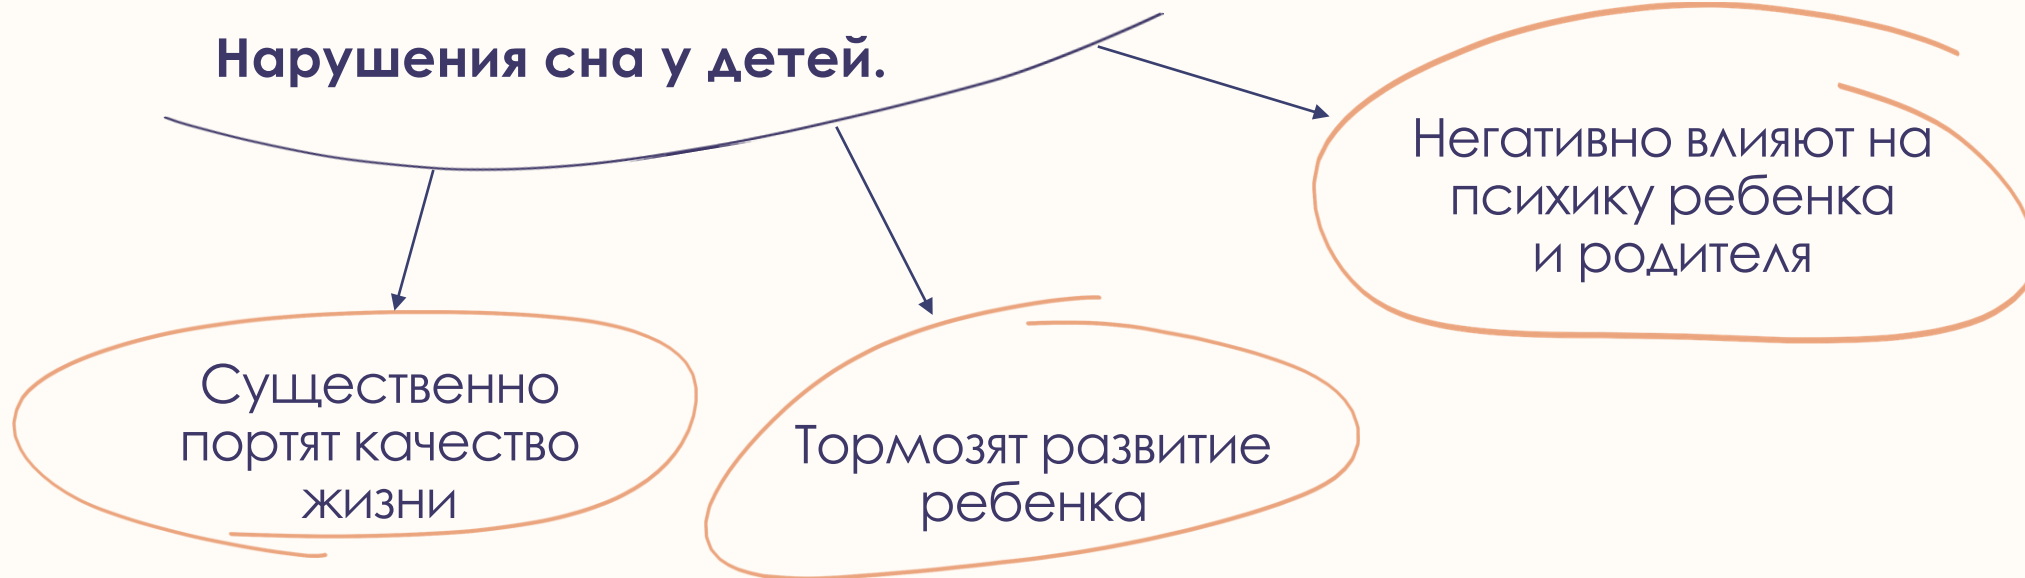 Нарушения сна у детей.
Негативно влияют на
психику ребенка
и родителя
Существенно
портят качество
жизни
Тормозят развитие
ребенка